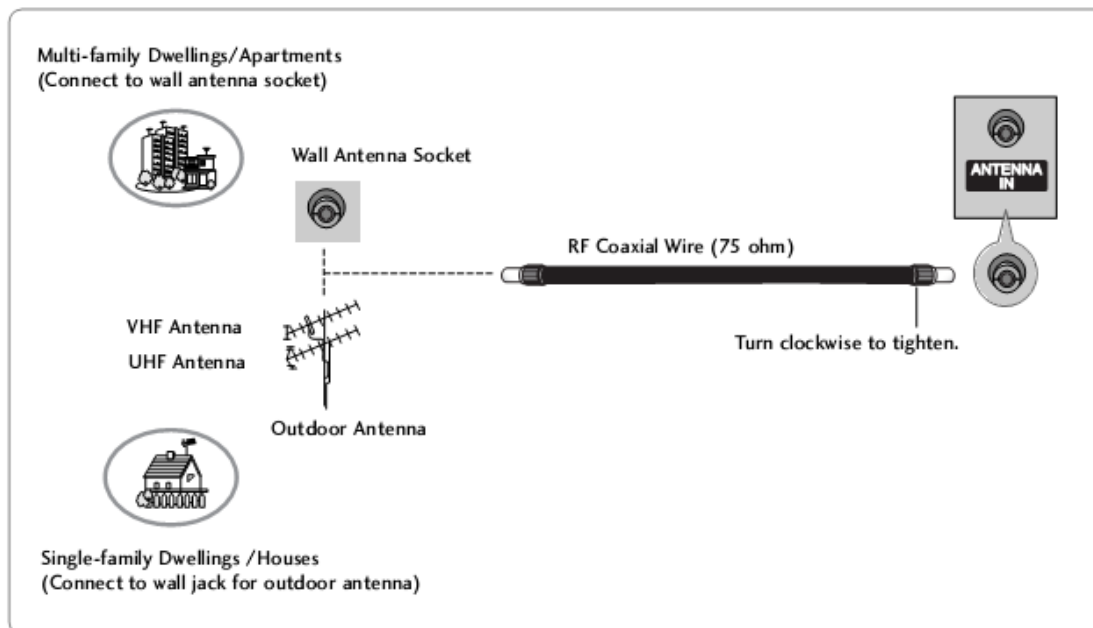 Multi-family Dwellings/Apartments
(Connect to wall antenna socket)
Wall Antenna Socket
ANTENNA
IN
RF Coaxial Wire (75 ohm)
VHF Antenna
UHF Antenna
Turn clockwise to tighten.
Outdoor Antenna
Single-family Dwellings /Houses
(Connect to wall jack for outdoor antenna)